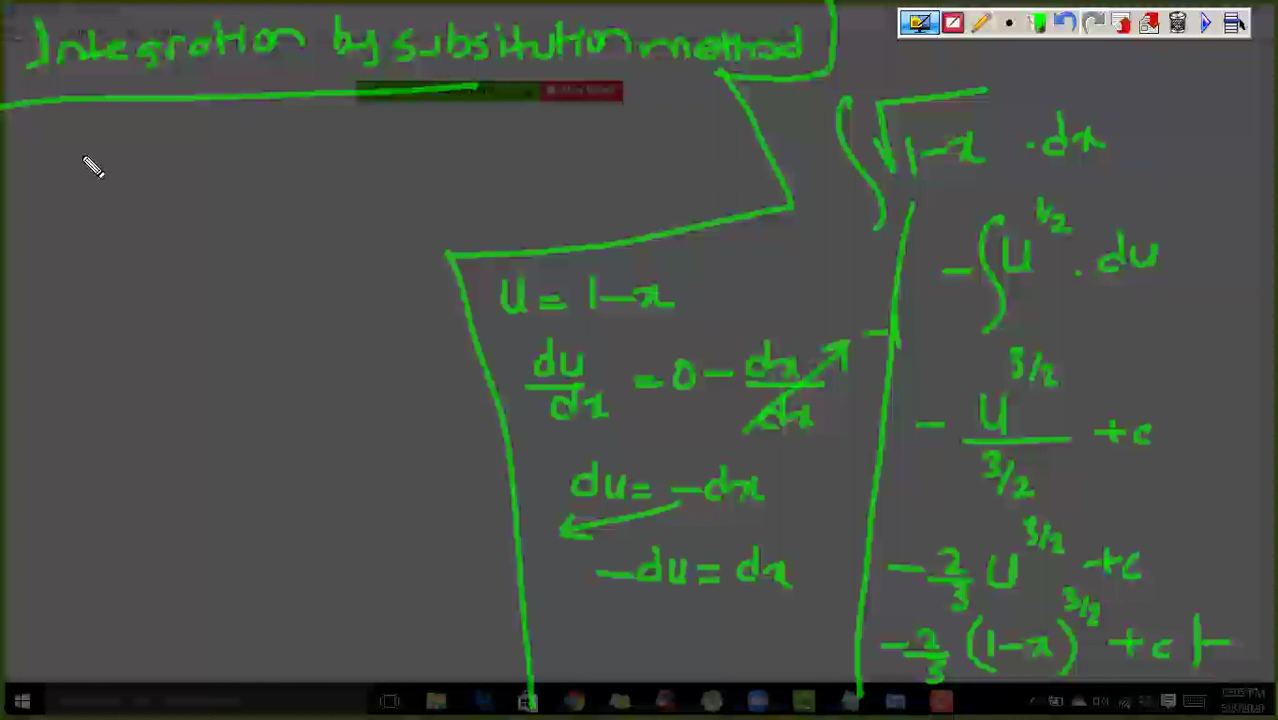 Integration by subsitution method
∫√1-x .dx
-∫u^1/2 . du
-u^3/2 / 3/2 +c
-2/3 u^3/2 +c
-2/3 (1-x)^3/2 +c
u = 1-x
du/dx = 0 - dx/dx
du = -dx
-du = dx